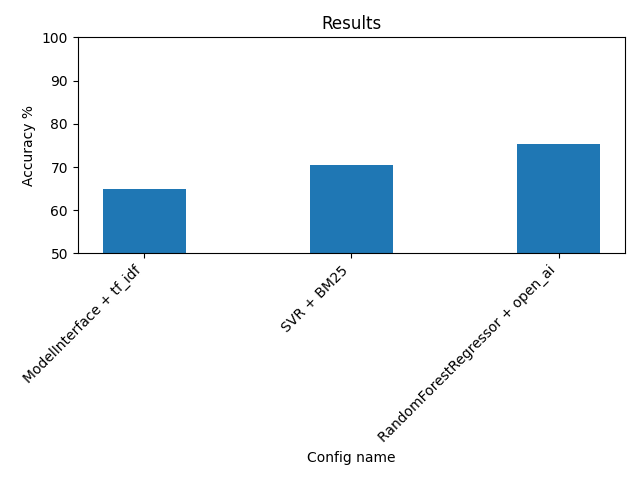 Results
Accuracy %
100
90
80
70
60
50
ModelInterface + tf_idf
SVR + BM25
RandomForestRegressor + open_ai
Config name